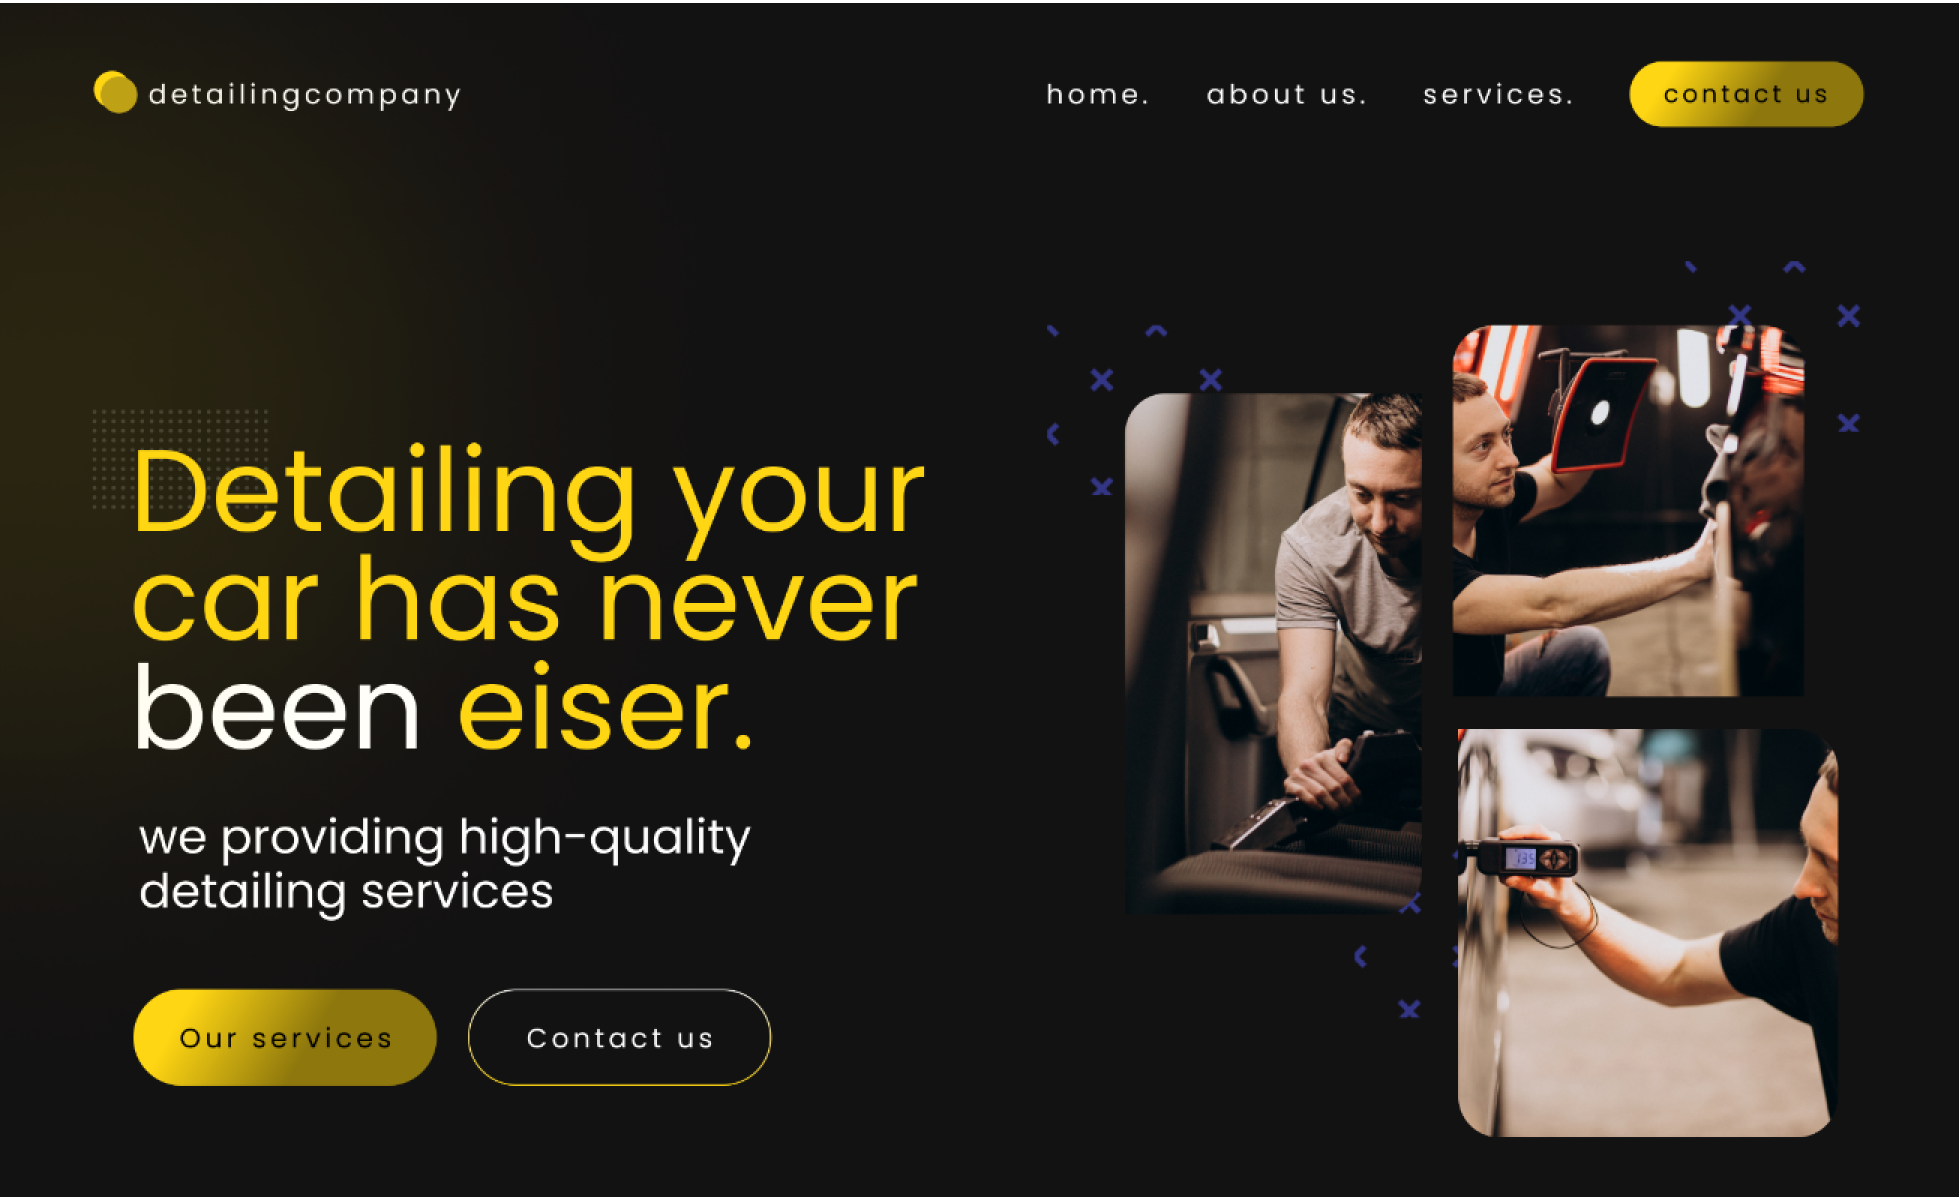 detailingcompany
home. about us. services. contact us
Detailing your
car has never
been eiser.
we providing high-quality
detailing services
Our services Contact us
135